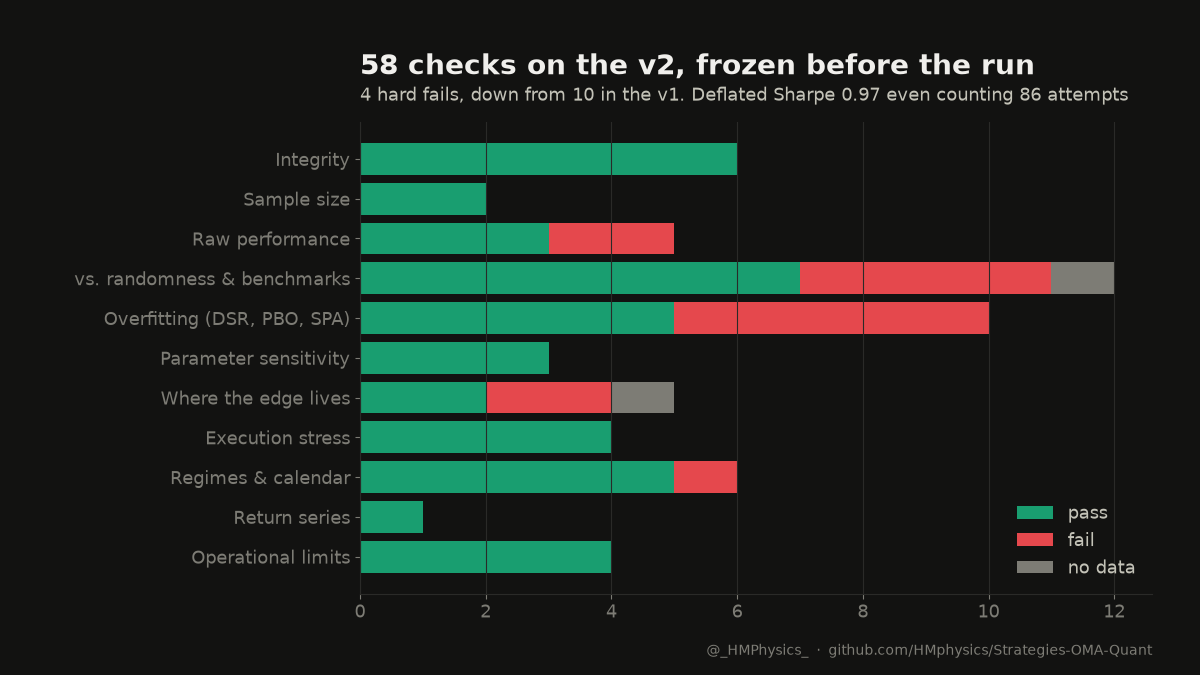 58 checks on the v2, frozen before the run
4 hard fails, down from 10 in the v1. Deflated Sharpe 0.97 even counting 86 attempts
Integrity
Sample size
Raw performance
vs. randomness & benchmarks
Overfitting (DSR, PBO, SPA)
Parameter sensitivity
Where the edge lives
Execution stress
Regimes & calendar
Return series
Operational limits
pass
fail
no data
0 2 4 6 8 10 12
@_HMPhysics_ · github.com/HMphysics/Strategies-OMA-Quant